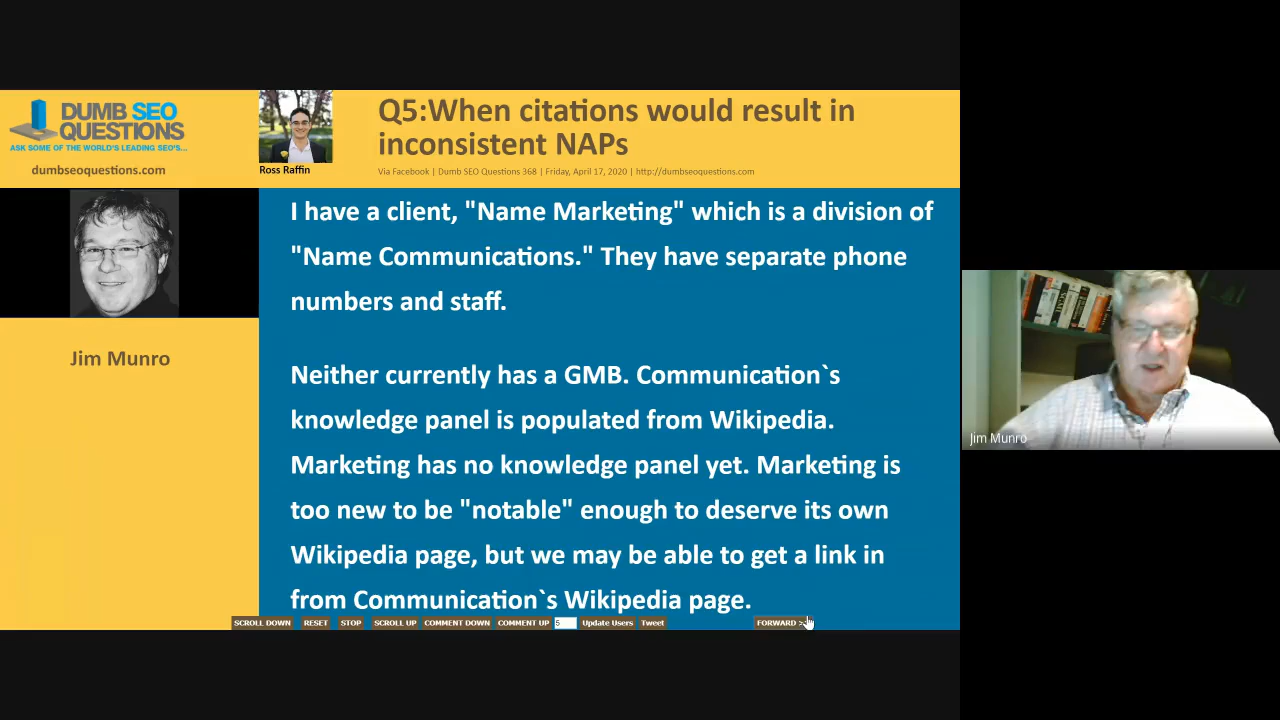 DUMB SEO
QUESTIONS
ASK SOME OF THE WORLD'S LEADING SEO'S...
dumbseoquestions.com
Ross Raffin
Q5:When citations would result in
inconsistent NAPs
Via Facebook | Dumb SEO Questions 368 | Friday, April 17, 2020 | http://dumbseoquestions.com
Jim Munro
I have a client, "Name Marketing" which is a division of
"Name Communications." They have separate phone
numbers and staff.
Neither currently has a GMB. Communication`s
knowledge panel is populated from Wikipedia.
Marketing has no knowledge panel yet. Marketing is
too new to be "notable" enough to deserve its own
Wikipedia page, but we may be able to get a link in
from Communication`s Wikipedia page.
SCROLL DOWN RESET STOP SCROLL UP COMMENT DOWN COMMENT UP 5 Update Users Tweet FORWARD >>
Jim Munro